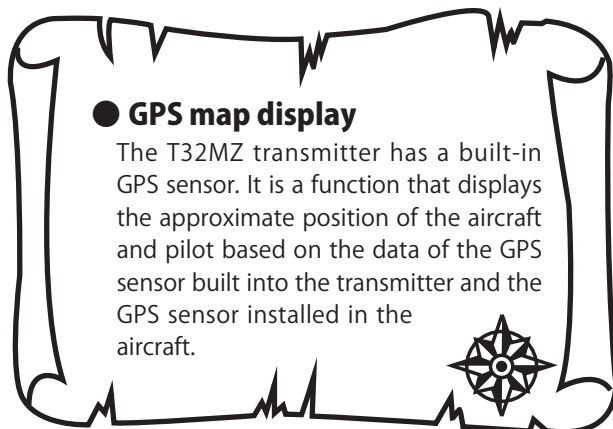 ● GPS map display
The T32MZ transmitter has a built-in
GPS sensor. It is a function that displays
the approximate position of the aircraft
and pilot based on the data of the GPS
sensor built into the transmitter and the
GPS sensor installed in the
aircraft.